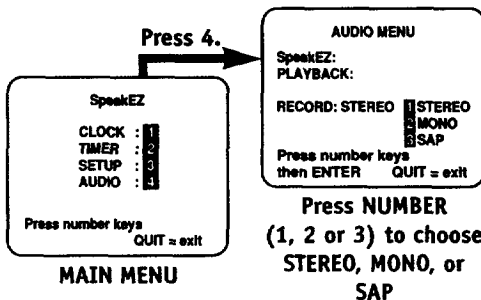 Press 4.
SpeakEZ
CLOCK : 1
TIMER : 2
SETUP : 3
AUDIO : 4
Press number keys
QUIT = exit
MAIN MENU
AUDIO MENU
SpeakEZ:
PLAYBACK:
RECORD: STEREO 1 STEREO
2 MONO
3 SAP
Press number keys
then ENTER QUIT = exit
Press NUMBER
(1, 2 or 3) to choose
STEREO, MONO, or
SAP